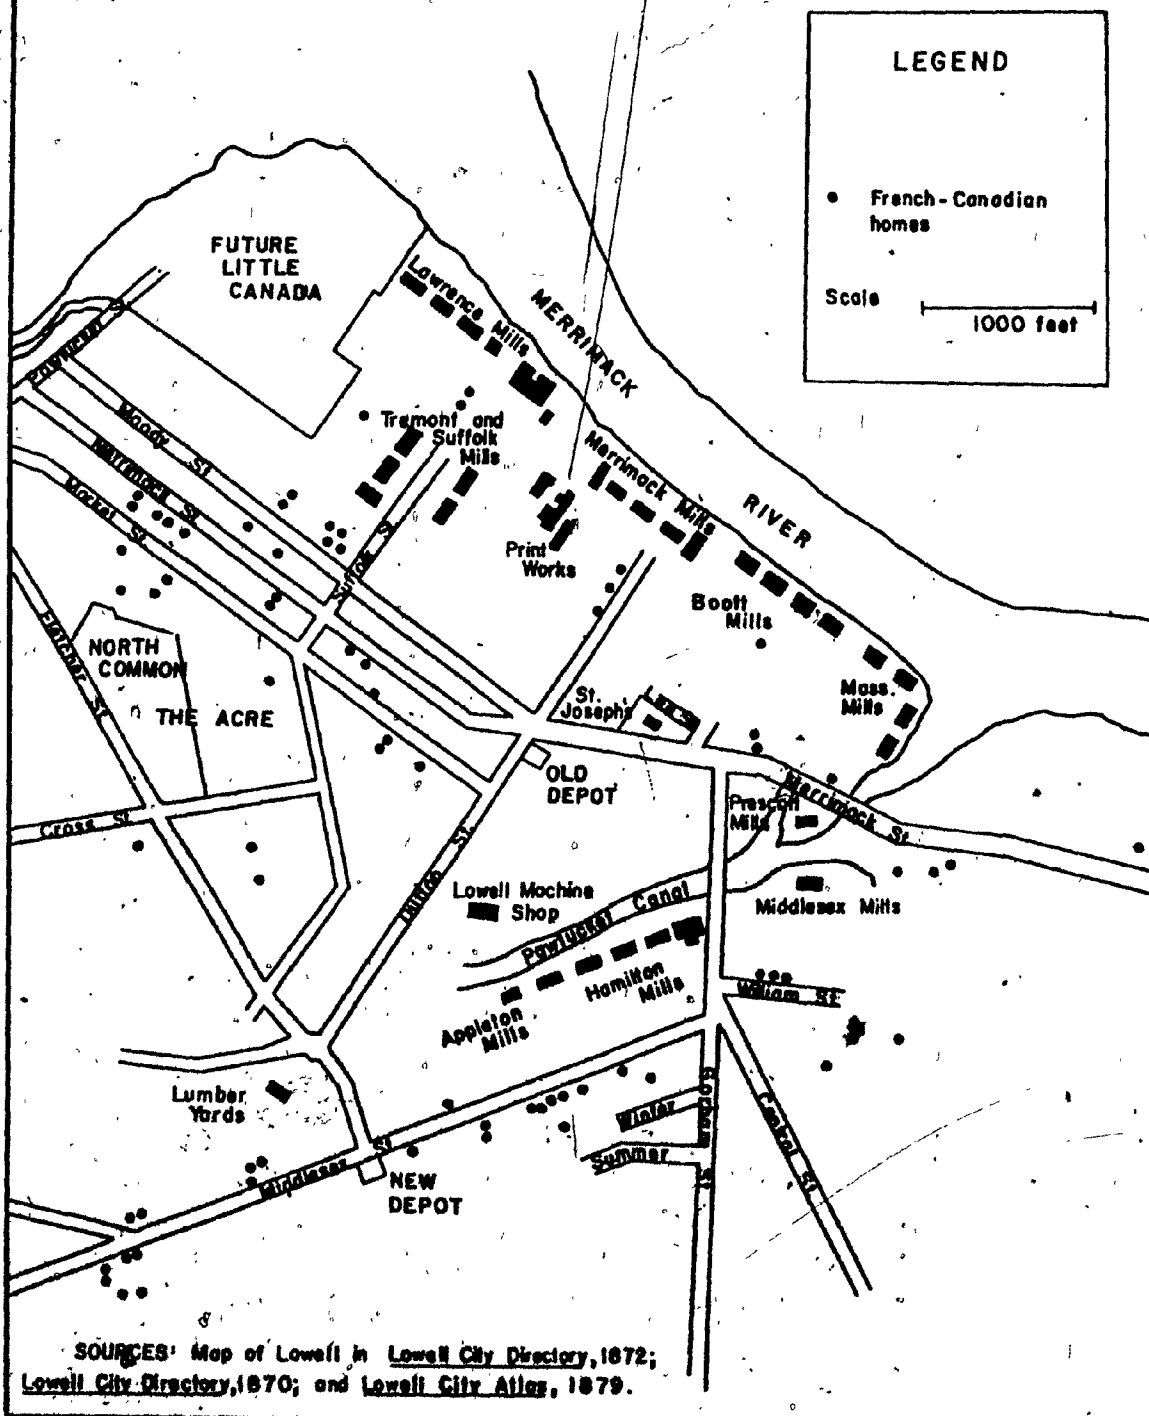 LEGEND
French-Canadian
homes
Scale
1000 feet
FUTURE
LITTLE
CANADA
Lawrence Mills
MERRIMACK
RIVER
Pawtucket
Moody St
Merrimack St
Market St
Tremont and
Suffolk
Mills
Suffolk St
Merrimack Mills
Print
Works
Boott
Mills
Mass.
Mills
Fletcher St
NORTH
COMMON
THE ACRE
St.
Joseph's
Lee St
OLD
DEPOT
Prescott
Mills
Merrimack St
Cross St
Dutton St
Lowell Machine
Shop
Pawtucket Canal
Middlesex Mills
Hamilton
Mills
Appleton
Mills
William St
Lumber
Yards
Gorham St
Central St
Winter
Summer
Middlesex St
NEW
DEPOT
SOURCES: Map of Lowell in Lowell City Directory, 1872;
Lowell City Directory, 1870; and Lowell City Atlas, 1879.